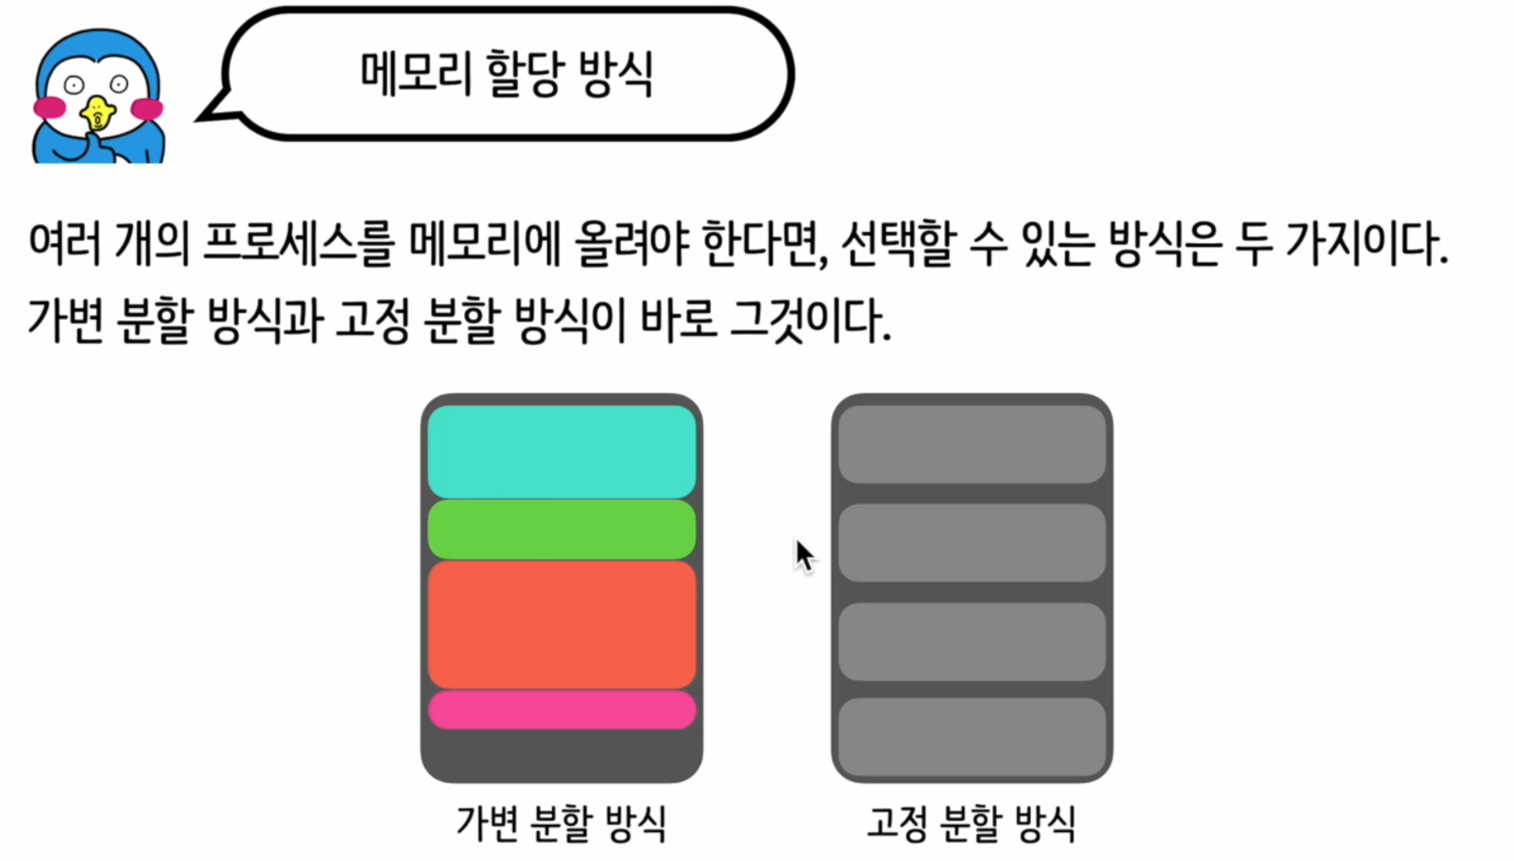 메모리 할당 방식
여러 개의 프로세스를 메모리에 올려야 한다면, 선택할 수 있는 방식은 두 가지이다.
가변 분할 방식과 고정 분할 방식이 바로 그것이다.
가변 분할 방식
고정 분할 방식